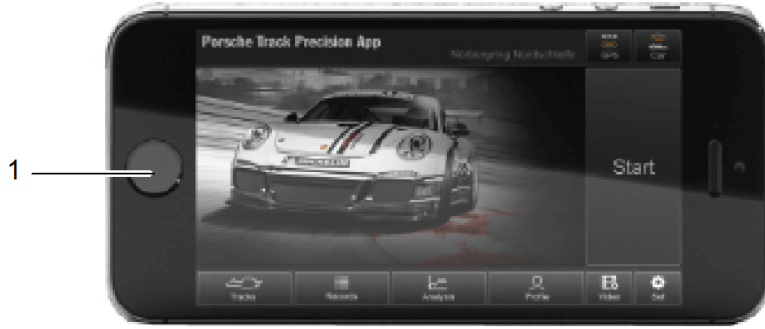 Porsche Track Precision App
Nürburgring Nordschleife
GPS
Car
1
Start
Tracks
Records
Analysis
Profile
Video
Set